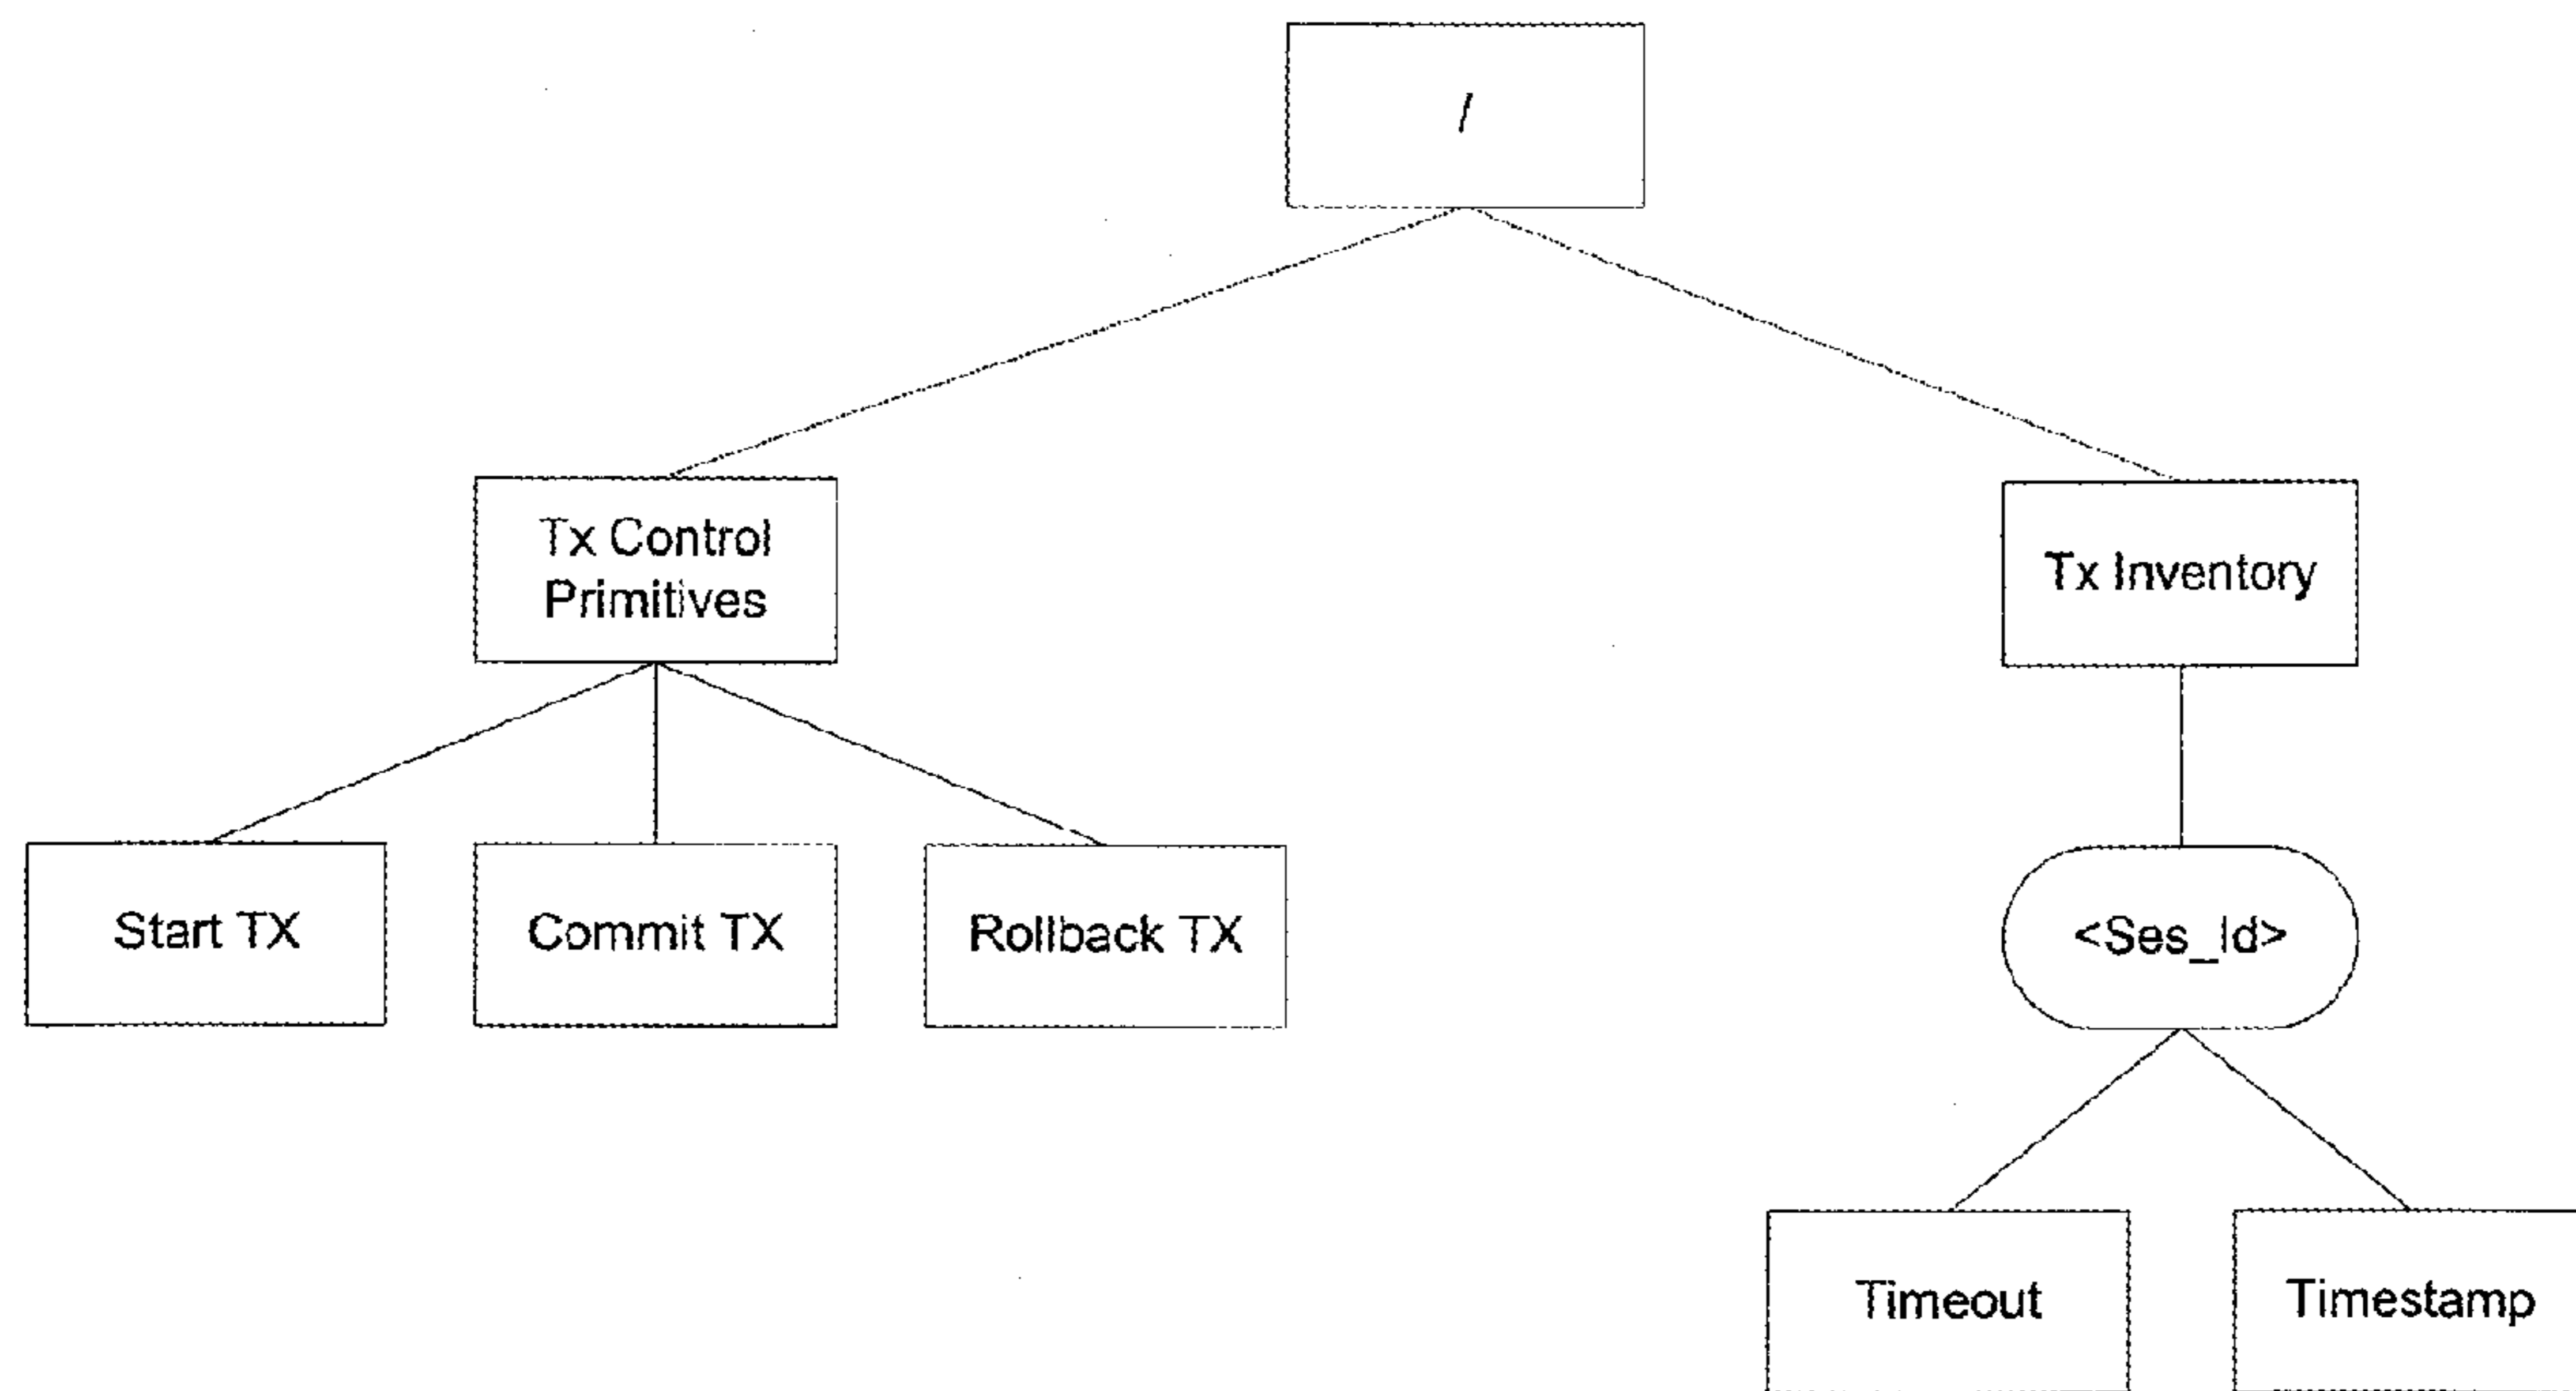 /
Tx Control
Primitives
Tx Inventory
Start TX
Commit TX
Rollback TX
<Ses_Id>
Timeout
Timestamp